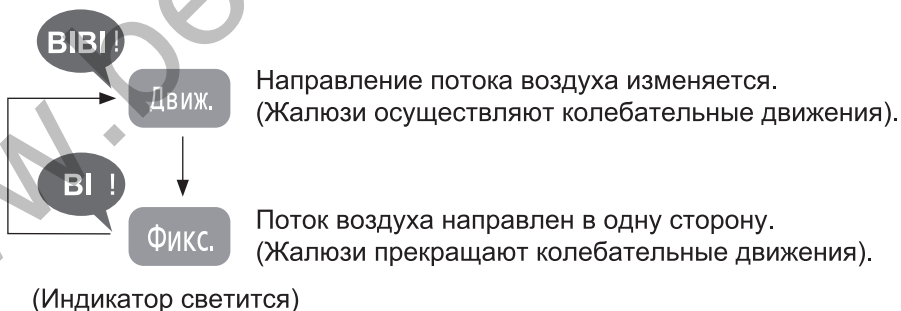 BIBI!
Движ.
Направление потока воздуха изменяется.
(Жалюзи осуществляют колебательные движения).
BI !
Фикс.
Поток воздуха направлен в одну сторону.
(Жалюзи прекращают колебательные движения).
(Индикатор светится)